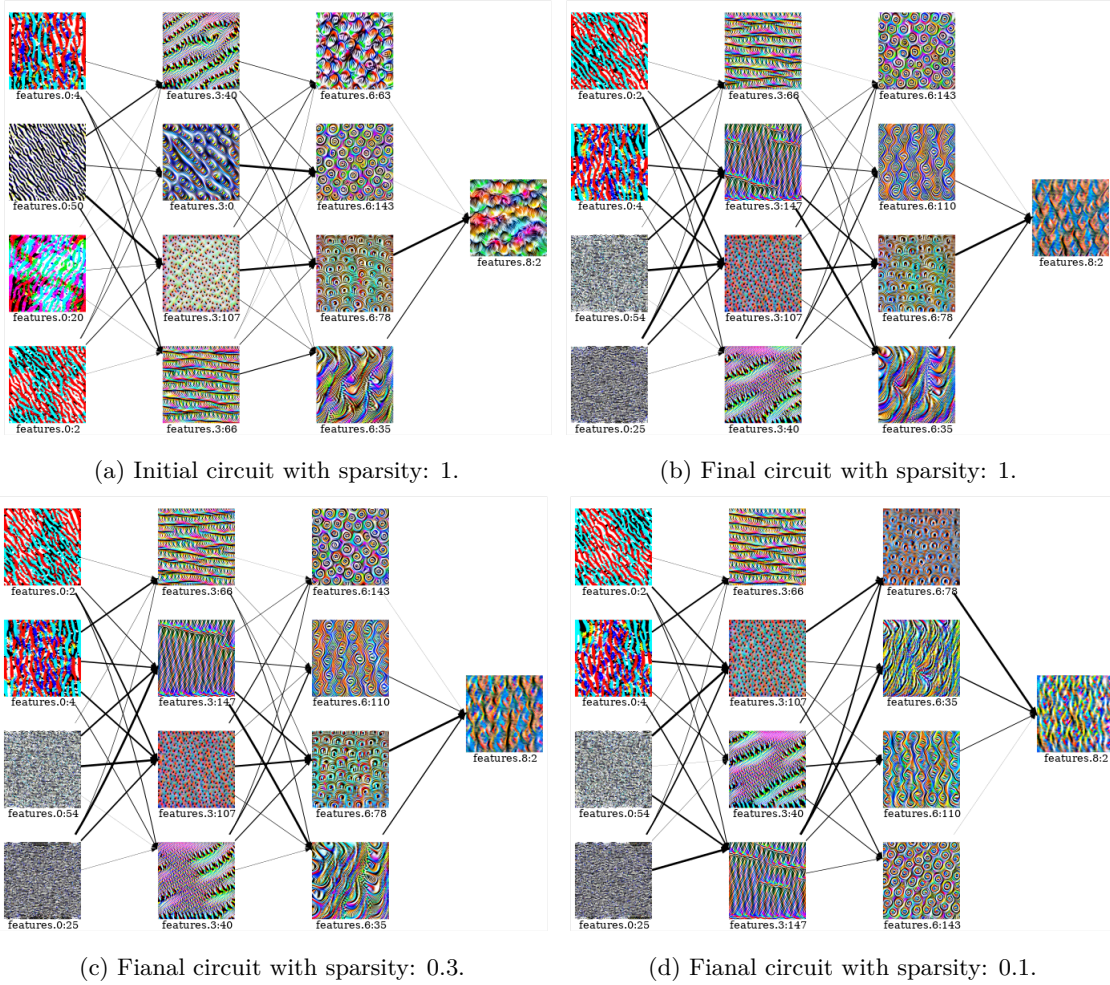 features.0:4
features.3:40
features.6:63
features.0:50
features.3:0
features.6:143
features.8:2
features.0:20
features.3:107
features.6:78
features.0:2
features.3:66
features.6:35
(a) Initial circuit with sparsity: 1.
features.0:2
features.3:66
features.6:143
features.0:4
features.3:147
features.6:110
features.8:2
features.0:54
features.3:107
features.6:78
features.0:25
features.3:40
features.6:35
(b) Final circuit with sparsity: 1.
features.0:2
features.3:66
features.6:143
features.0:4
features.3:147
features.6:110
features.8:2
features.0:54
features.3:107
features.6:78
features.0:25
features.3:40
features.6:35
(c) Fianal circuit with sparsity: 0.3.
features.0:2
features.3:66
features.6:78
features.0:4
features.3:107
features.6:35
features.8:2
features.0:54
features.3:40
features.6:110
features.0:25
features.3:147
features.6:143
(d) Fianal circuit with sparsity: 0.1.